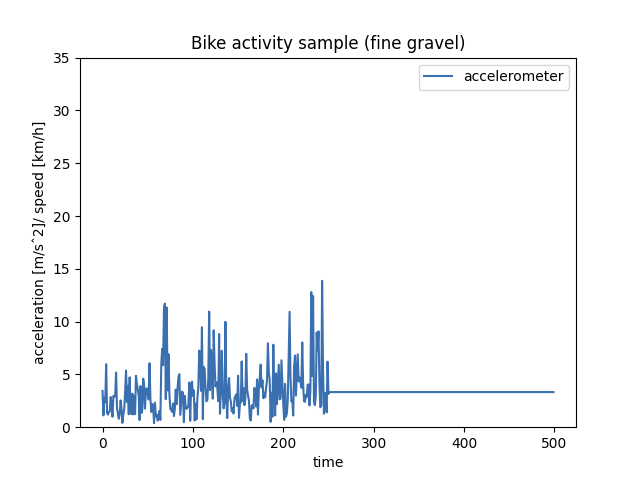 Bike activity sample (fine gravel)
accelerometer
35
30
25
20
15
10
5
0
acceleration [m/s^2]/ speed [km/h]
0 100 200 300 400 500
time